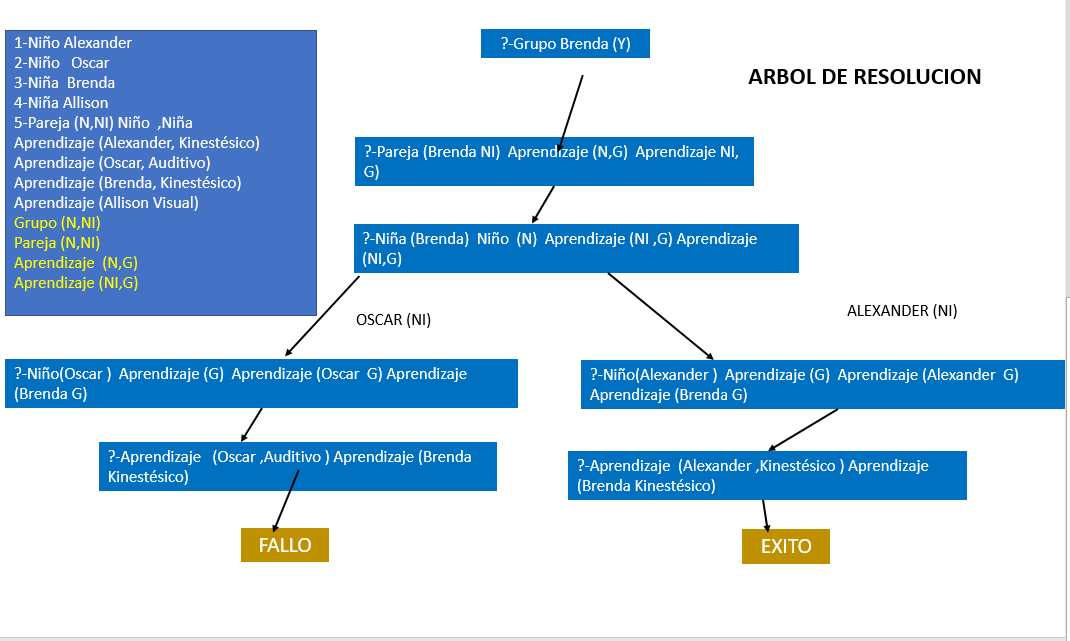 1-Niño Alexander
2-Niño Oscar
3-Niña Brenda
4-Niña Allison
5-Pareja (N,NI) Niño ,Niña
Aprendizaje (Alexander, Kinestésico)
Aprendizaje (Oscar, Auditivo)
Aprendizaje (Brenda, Kinestésico)
Aprendizaje (Allison Visual)
Grupo (N,NI)
Pareja (N,NI)
Aprendizaje (N,G)
Aprendizaje (NI,G)
?-Grupo Brenda (Y)
ARBOL DE RESOLUCION
?-Pareja (Brenda NI) Aprendizaje (N,G) Aprendizaje NI,
G)
?-Niña (Brenda) Niño (N) Aprendizaje (NI ,G) Aprendizaje
(NI,G)
OSCAR (NI)
ALEXANDER (NI)
?-Niño(Oscar ) Aprendizaje (G) Aprendizaje (Oscar G) Aprendizaje
(Brenda G)
?-Niño(Alexander ) Aprendizaje (G) Aprendizaje (Alexander G)
Aprendizaje (Brenda G)
?-Aprendizaje (Oscar ,Auditivo ) Aprendizaje (Brenda
Kinestésico)
?-Aprendizaje (Alexander ,Kinestésico ) Aprendizaje
(Brenda Kinestésico)
FALLO
EXITO